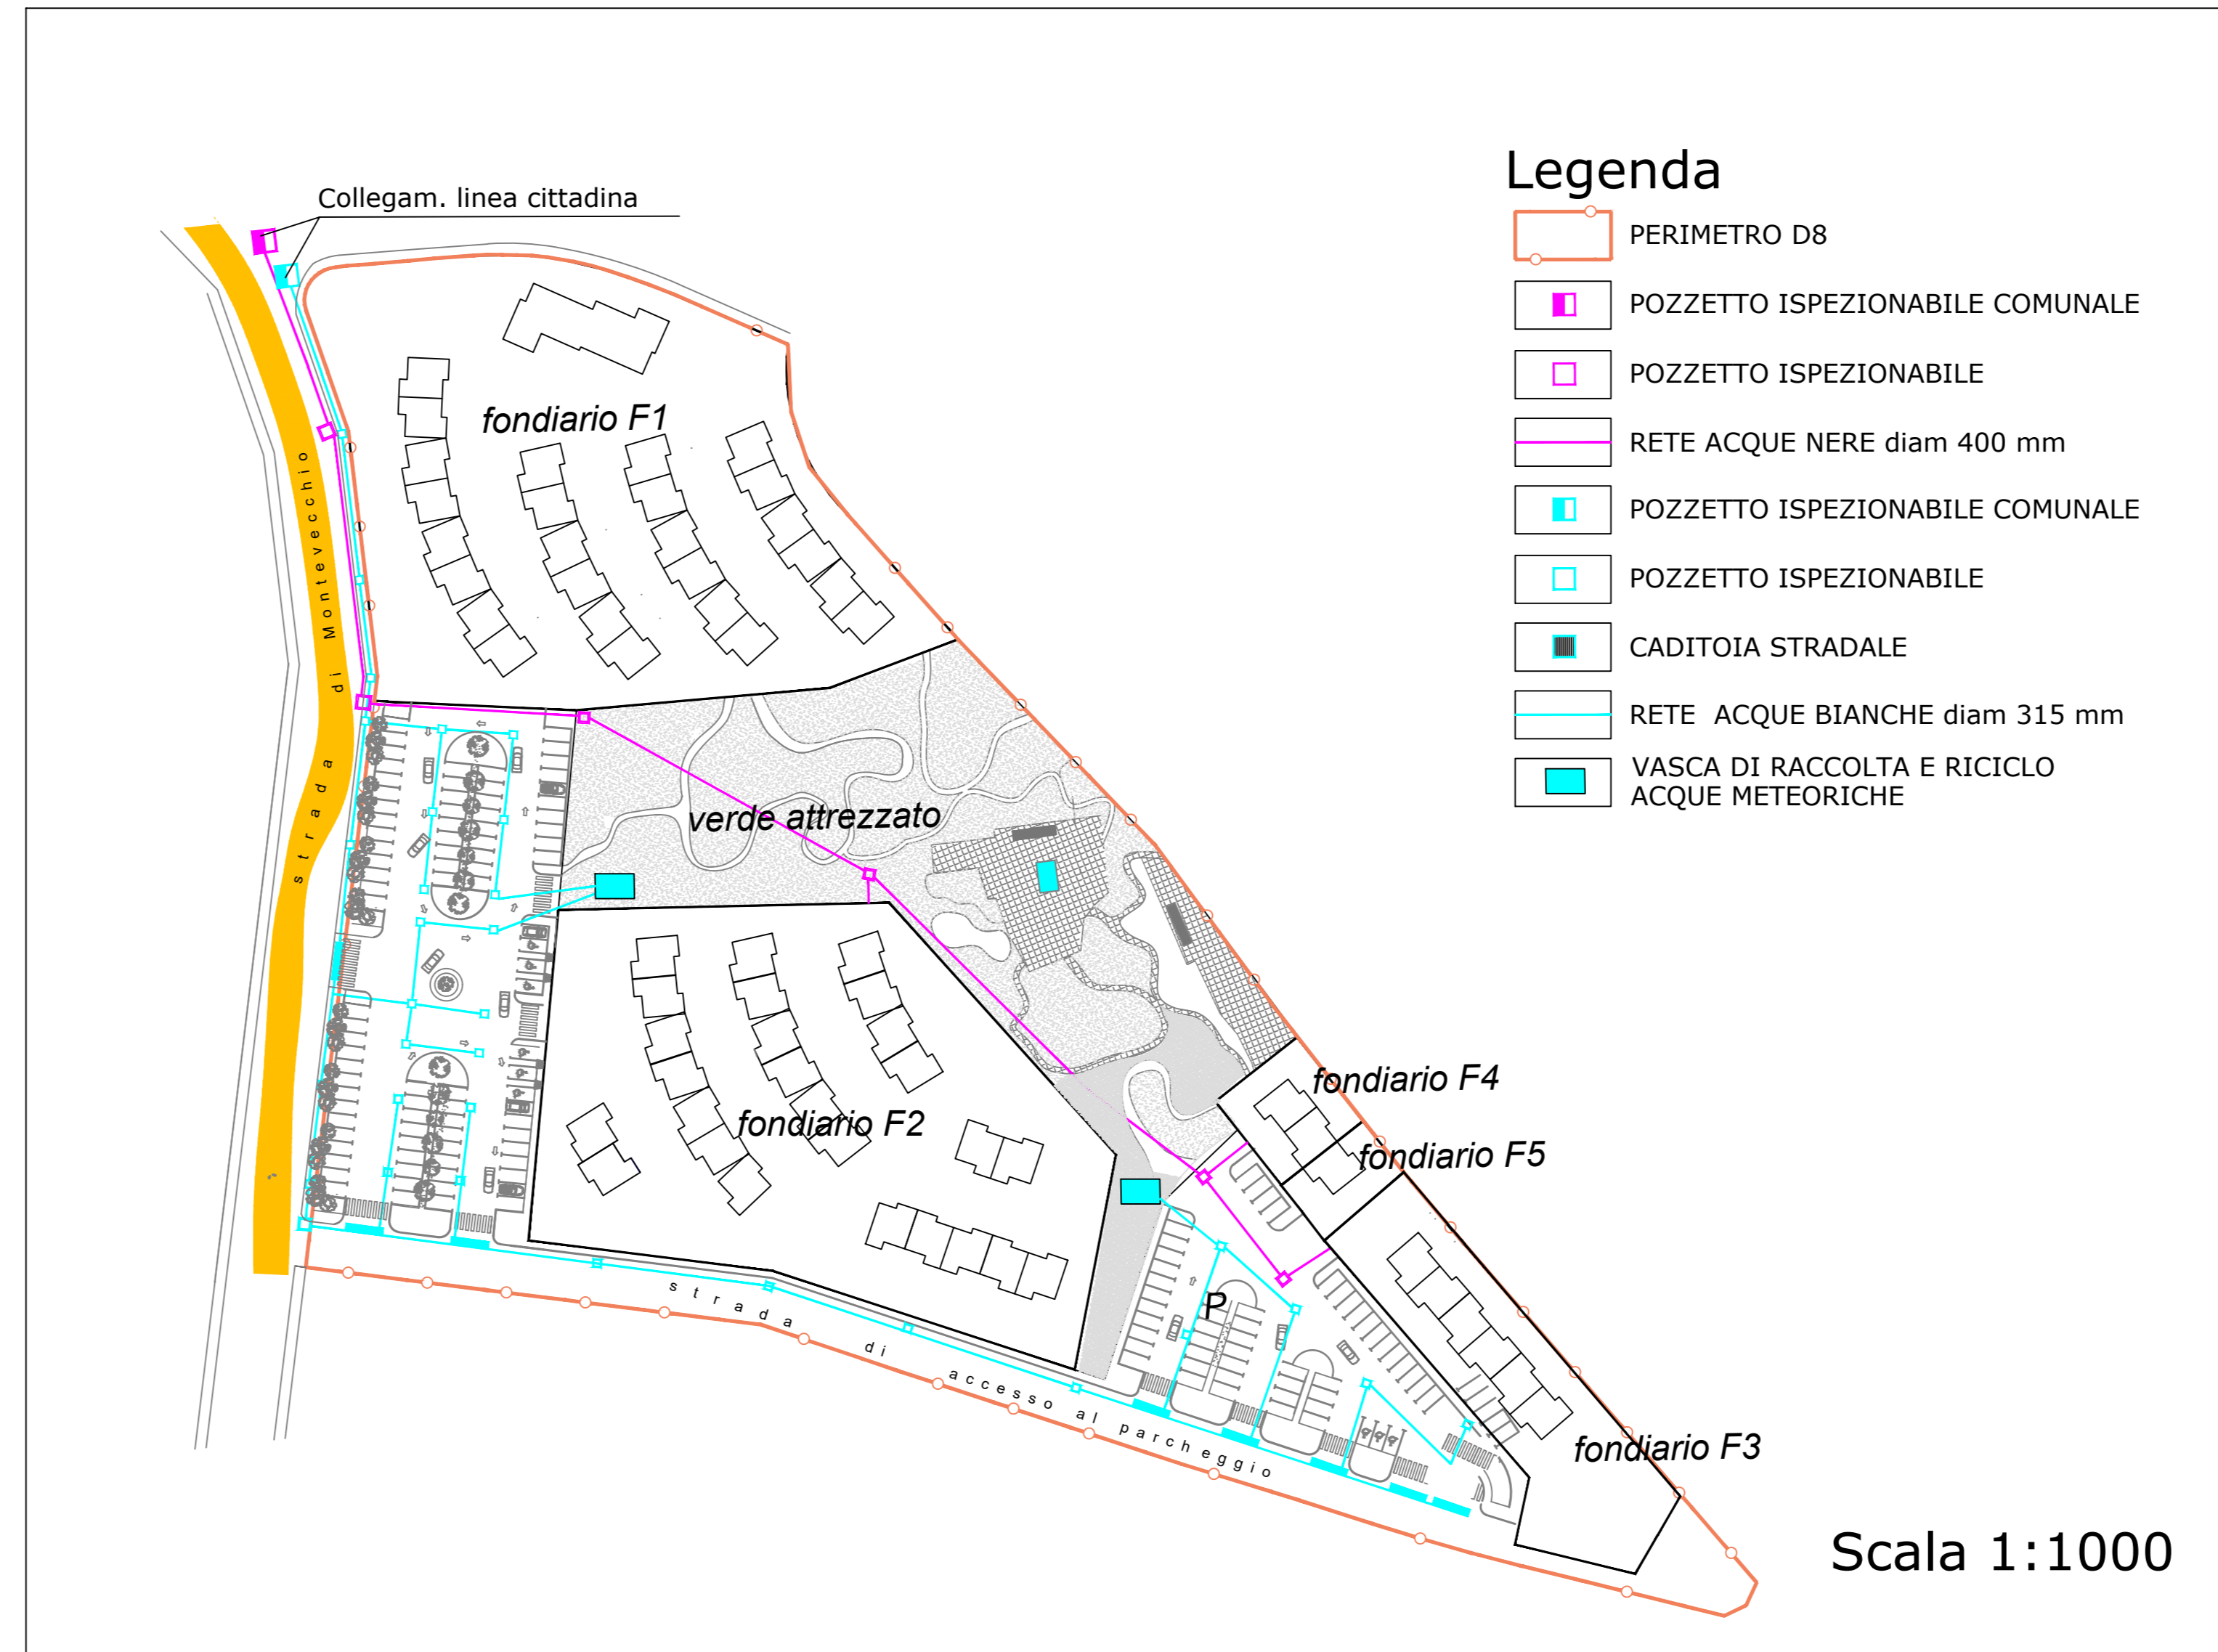 Legenda
Collegam. linea cittadina
PERIMETRO D8
POZZETTO ISPEZIONABILE COMUNALE
POZZETTO ISPEZIONABILE
RETE ACQUE NERE diam 400 mm
POZZETTO ISPEZIONABILE COMUNALE
POZZETTO ISPEZIONABILE
CADITOIA STRADALE
RETE ACQUE BIANCHE diam 315 mm
VASCA DI RACCOLTA E RICICLO
ACQUE METEORICHE
fondiario F1
strada di Montevecchio
verde attrezzato
fondiario F4
fondiario F2
fondiario F5
P
strada di accesso al parcheggio
fondiario F3
Scala 1:1000